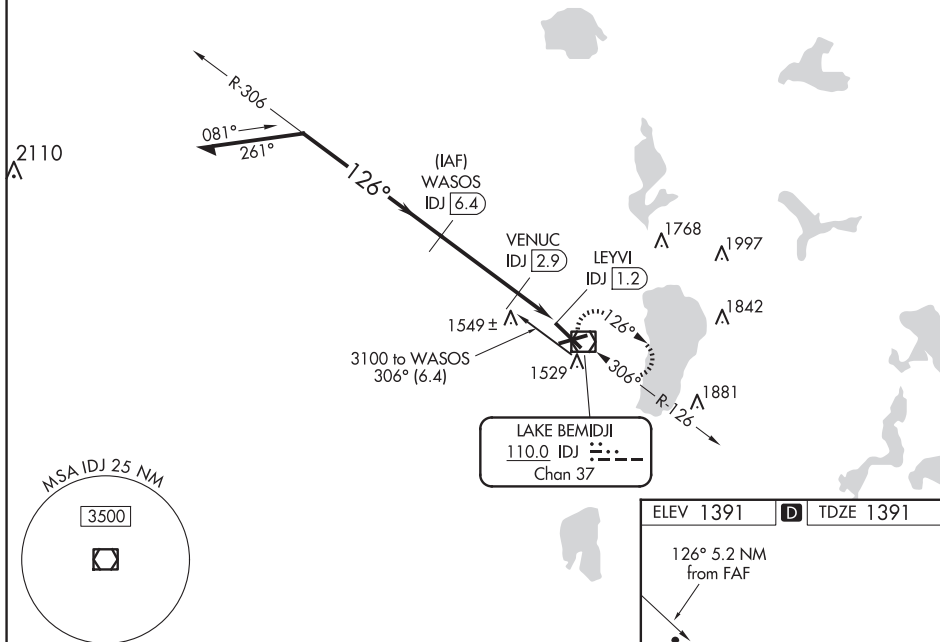 R-306
081°
261°
126°
2110
(IAF)
WASOS
IDJ 6.4
VENUC
IDJ 2.9
LEYVI
IDJ 1.2
1768
1997
1842
1549 ±
126°
3100 to WASOS
306° (6.4)
1529
306°
R-126
1881
LAKE BEMIDJI
110.0 IDJ
Chan 37
MSA IDJ 25 NM
3500
ELEV 1391 D TDZE 1391
126° 5.2 NM
from FAF